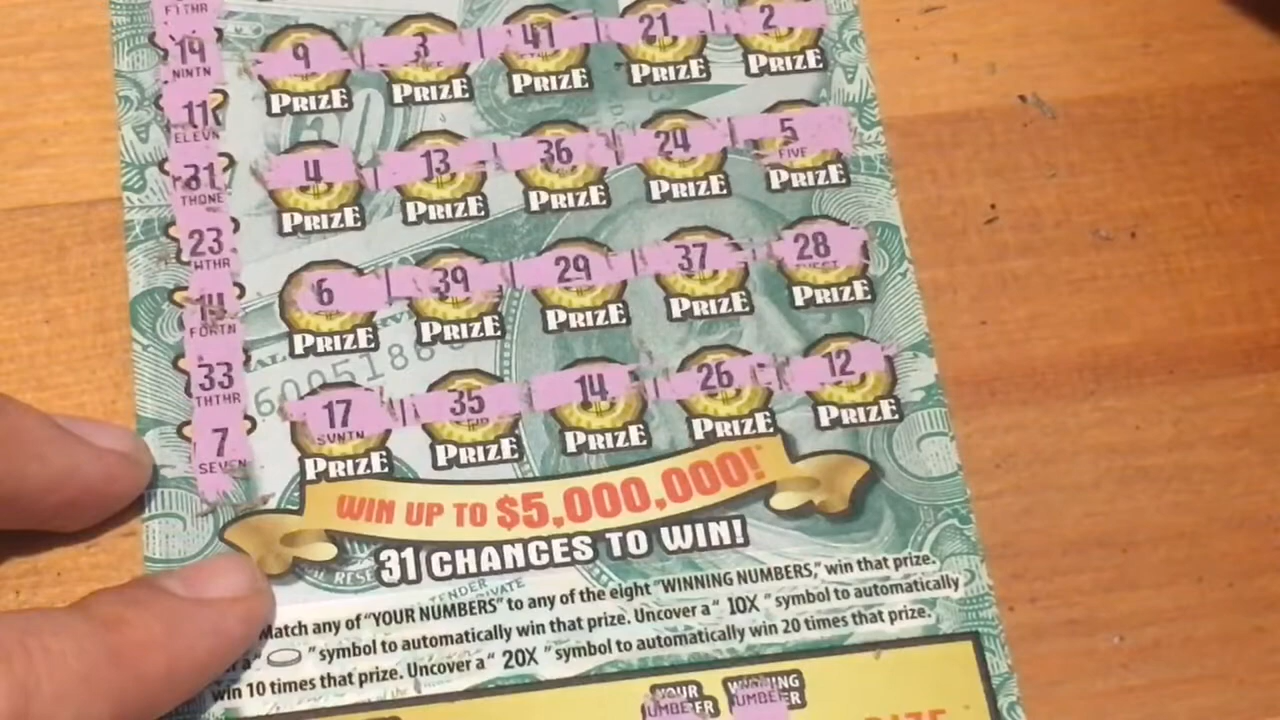 FTTHR
19
NINTN
9 3 41 21 2
PRIZE PRIZE PRIZE PRIZE PRIZE
11
ELEVN
4 13 36 24 5
FIVE
PRIZE PRIZE PRIZE PRIZE PRIZE
31
THONE
23
WTHR
6 39 29 37 28
PRIZE PRIZE PRIZE PRIZE PRIZE
14
FORTN
33
THTHR
17 35 14 26 12
SVNTN
PRIZE PRIZE PRIZE PRIZE PRIZE
7
SEVEN
WIN UP TO $5,000,000!
31 CHANCES TO WIN!
Match any of "YOUR NUMBERS" to any of the eight "WINNING NUMBERS," win that prize.
" symbol to automatically win that prize. Uncover a " 10X " symbol to automatically
win 10 times that prize. Uncover a " 20X " symbol to automatically win 20 times that prize.
YOUR WINNING